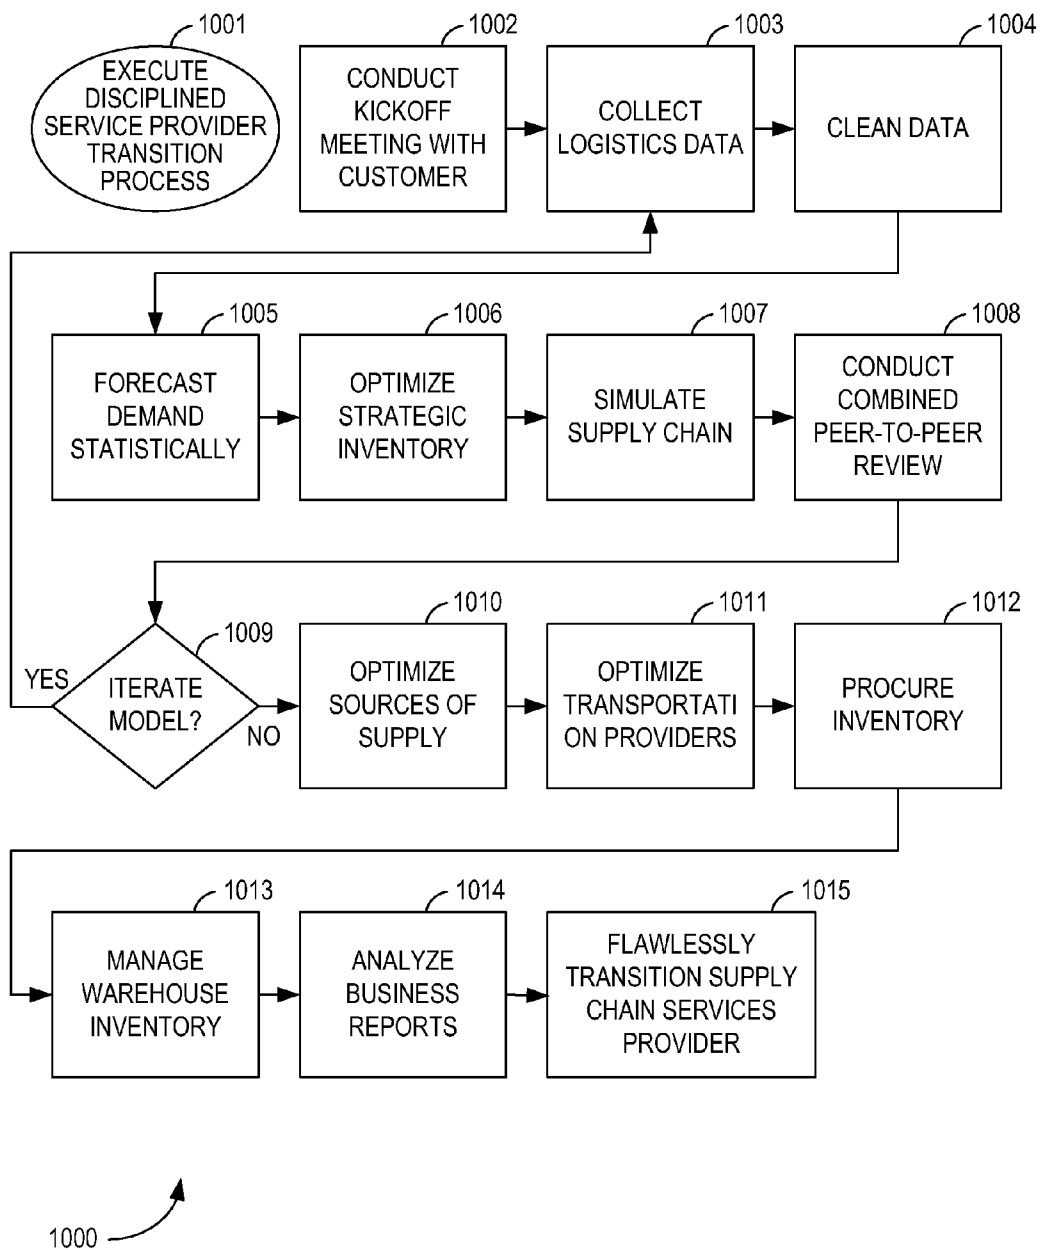 1001
EXECUTE
DISCIPLINED
SERVICE PROVIDER
TRANSITION
PROCESS
1002
CONDUCT
KICKOFF
MEETING WITH
CUSTOMER
1003
COLLECT
LOGISTICS DATA
1004
CLEAN DATA
1005
FORECAST
DEMAND
STATISTICALLY
1006
OPTIMIZE
STRATEGIC
INVENTORY
1007
SIMULATE
SUPPLY CHAIN
1008
CONDUCT
COMBINED
PEER-TO-PEER
REVIEW
1009
YES
ITERATE
MODEL?
NO
1010
OPTIMIZE
SOURCES OF
SUPPLY
1011
OPTIMIZE
TRANSPORTATI
ON PROVIDERS
1012
PROCURE
INVENTORY
1013
MANAGE
WAREHOUSE
INVENTORY
1014
ANALYZE
BUSINESS
REPORTS
1015
FLAWLESSLY
TRANSITION SUPPLY
CHAIN SERVICES
PROVIDER
1000